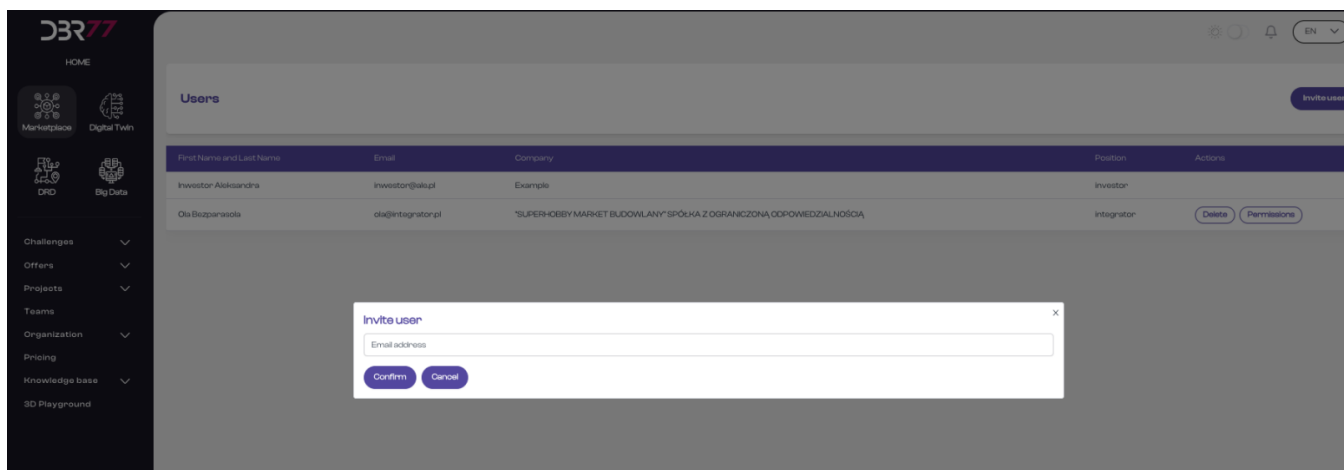 DBR77
HOME
Marketplace
Digital Twin
DRD
Big Data
Challenges
Offers
Projects
Teams
Organization
Pricing
Knowledge base
3D Playground
EN
Users
Invite user
First Name and Last Name Email Company Position Actions
Inwestor Aleksandra inwestor@ale.pl Example investor
Ola Bezparasola ola@integrator.pl "SUPERHOBBY MARKET BUDOWLANY" SPÓŁKA Z OGRANICZONĄ ODPOWIEDZIALNOŚCIĄ integrator Delete Permissions
Invite user
Email address
Confirm Cancel